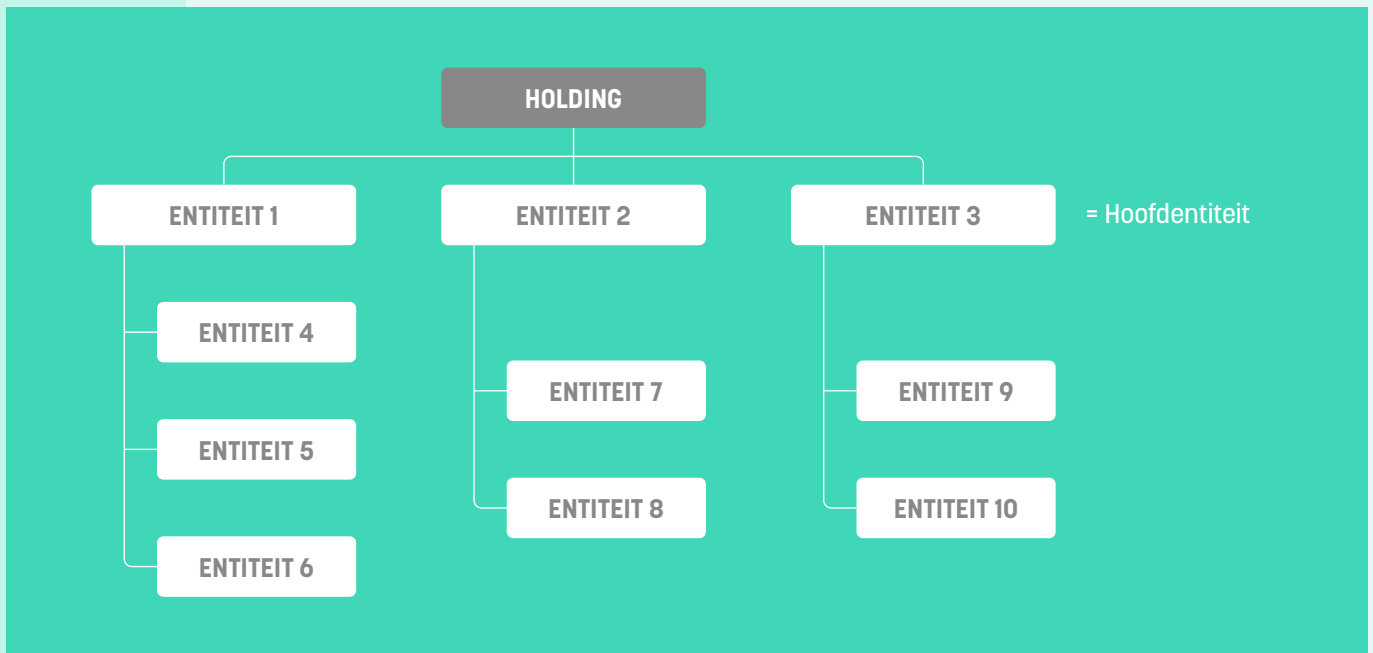 HOLDING
ENTITEIT 1
ENTITEIT 2
ENTITEIT 3
= Hoofdentiteit
ENTITEIT 4
ENTITEIT 7
ENTITEIT 9
ENTITEIT 5
ENTITEIT 8
ENTITEIT 10
ENTITEIT 6